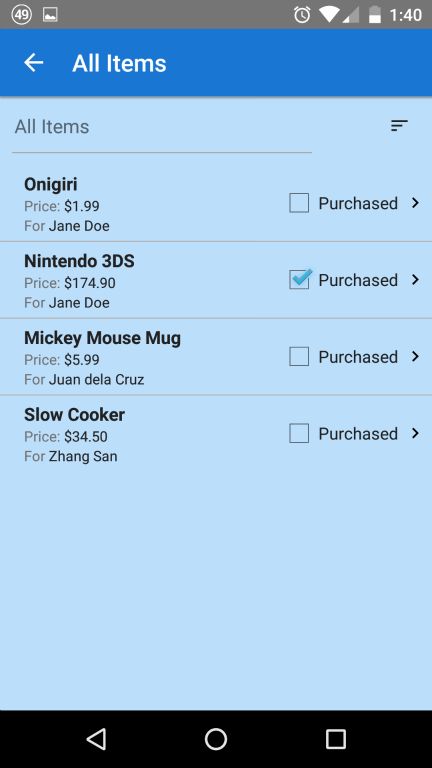 49
1:40
All Items
All Items
Onigiri
Price: $1.99
For Jane Doe
Purchased
Nintendo 3DS
Price: $174.90
For Jane Doe
Purchased
Mickey Mouse Mug
Price: $5.99
For Juan dela Cruz
Purchased
Slow Cooker
Price: $34.50
For Zhang San
Purchased